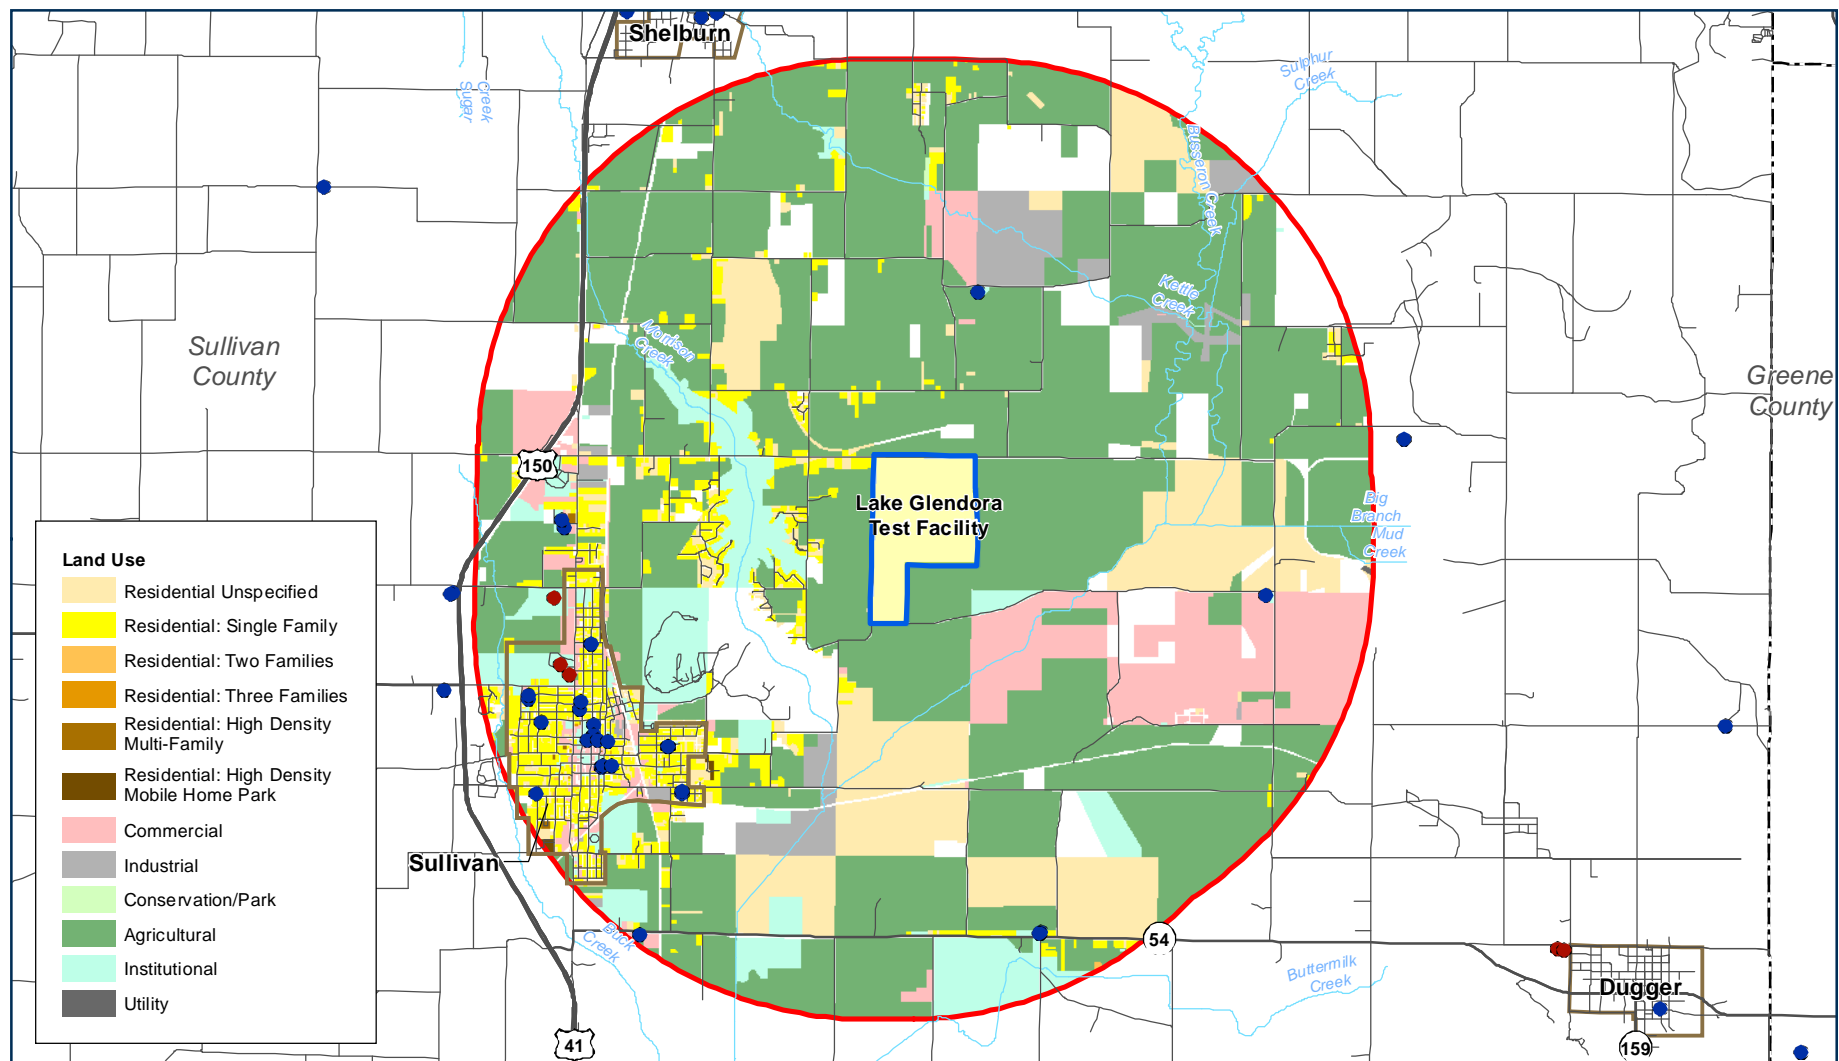 Shelburn
Sugar
Creek
Sulphur
Creek
Busseron Creek
Kettle
Creek
Morrison
Creek
Sullivan
County
Greene
County
150
Lake Glendora
Test Facility
Big
Branch
Mud
Creek
Land Use
Residential Unspecified
Residential: Single Family
Residential: Two Families
Residential: Three Families
Residential: High Density
Multi-Family
Residential: High Density
Mobile Home Park
Commercial
Industrial
Conservation/Park
Agricultural
Institutional
Utility
Sullivan
Buck
Creek
54
Buttermilk
Creek
Dugger
41
159